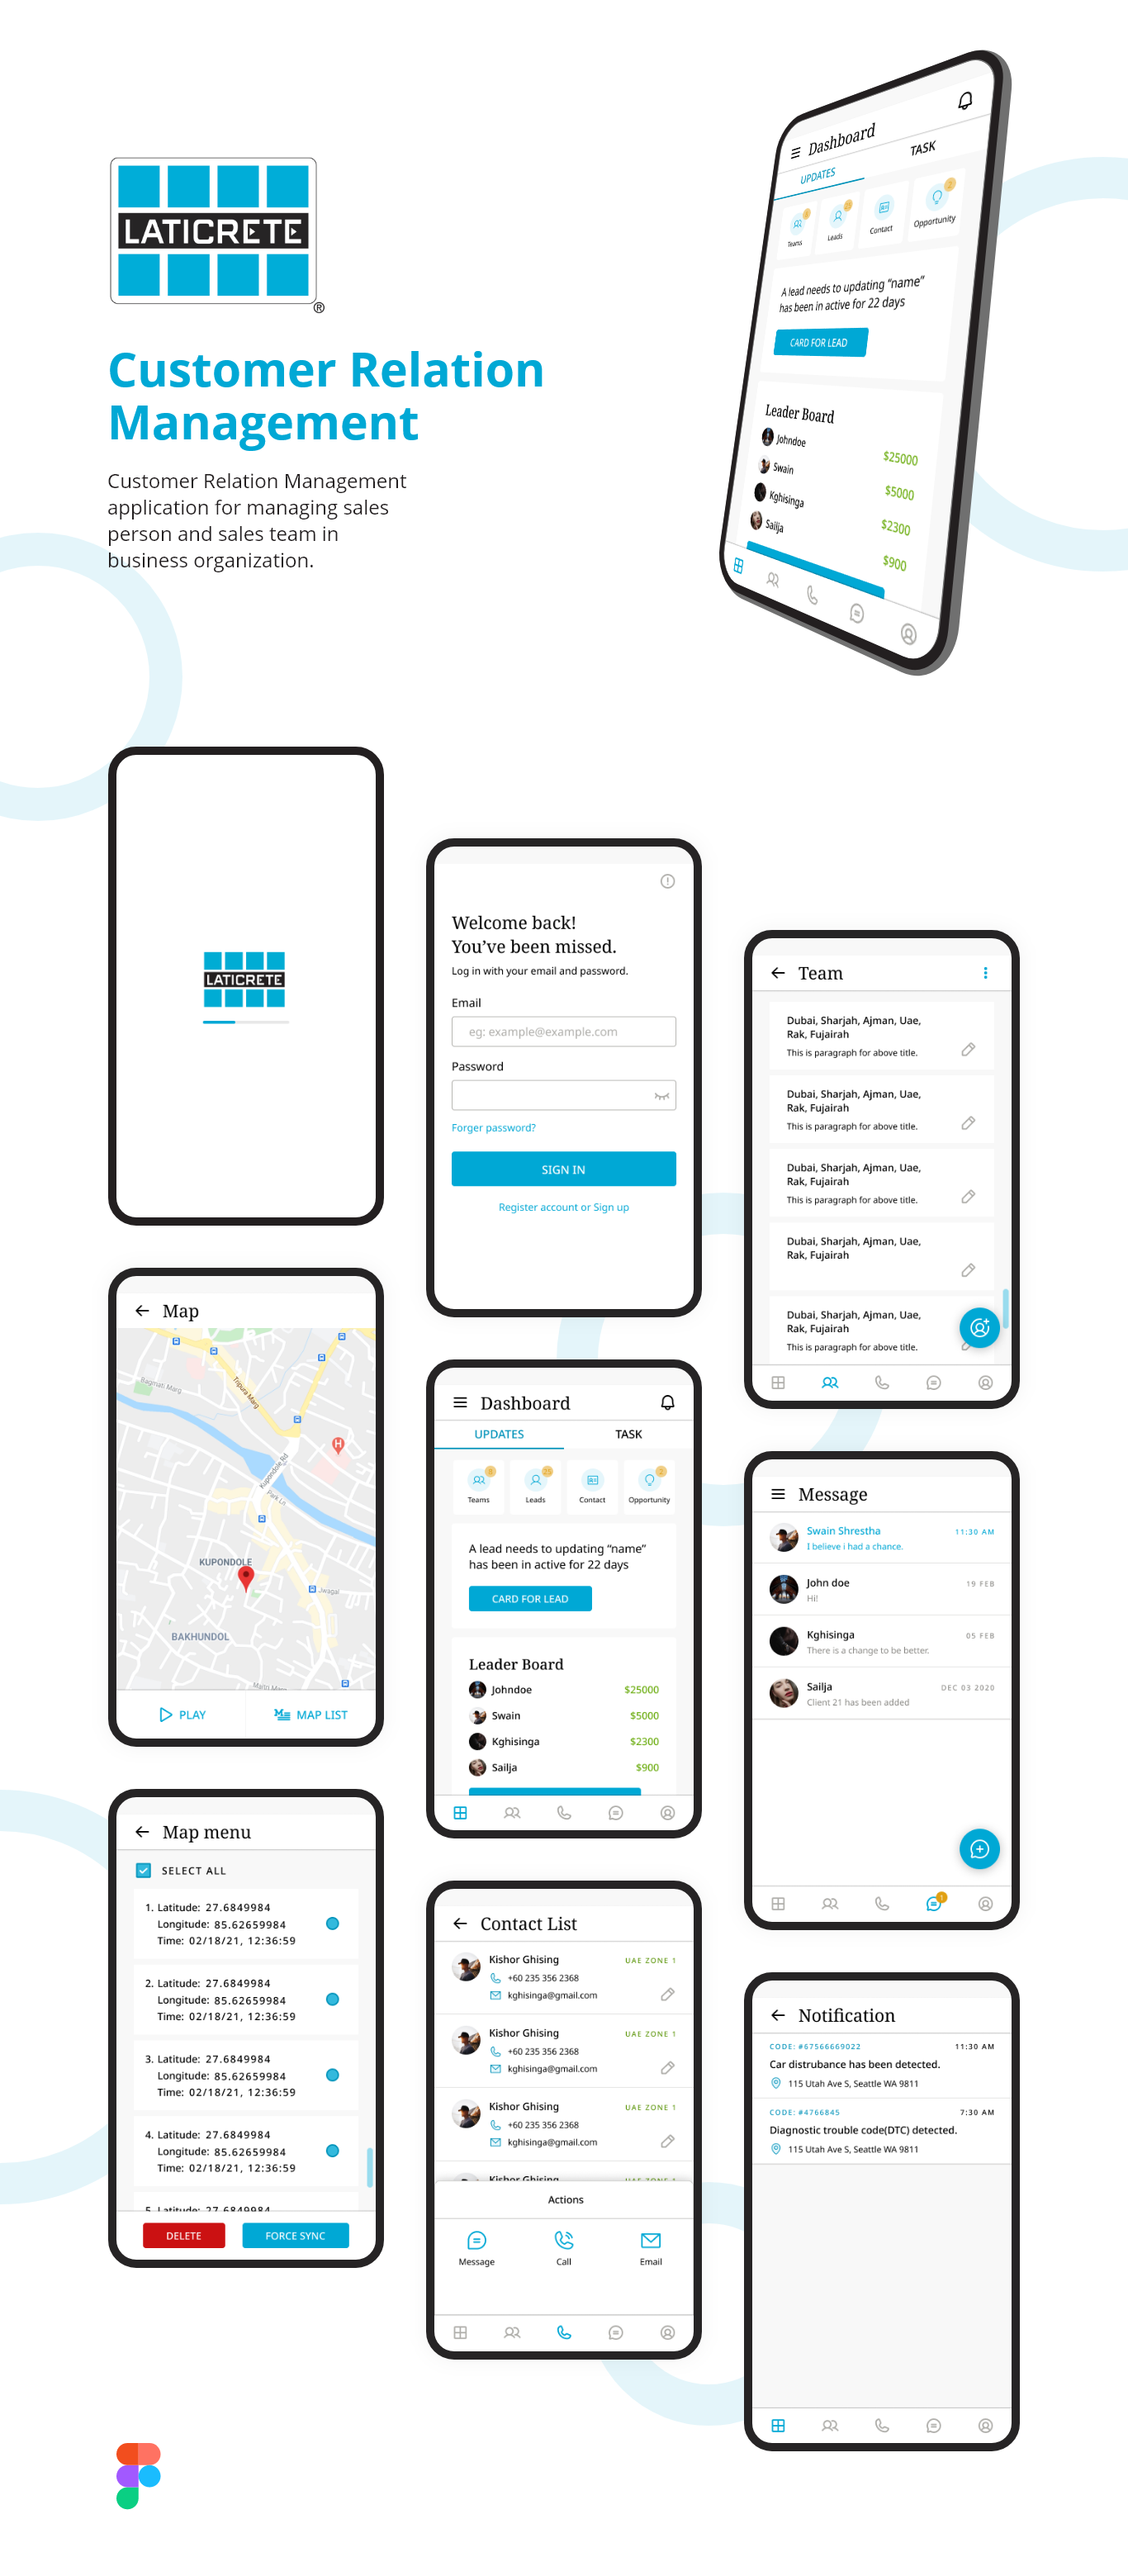 LATICRETE
®
Customer Relation
Management
Customer Relation Management
application for managing sales
person and sales team in
business organization.
Dashboard
UPDATES
TASK
Teams
Leads
Contact
Opportunity
A lead needs to updating “name”
has been in active for 22 days
CARD FOR LEAD
Leader Board
Johndoe
$25000
Swain
$5000
Kghisinga
$2300
Sailja
$900
LATICRETE
Welcome back!
You’ve been missed.
Log in with your email and password.
Email
eg: example@example.com
Password
Forger password?
SIGN IN
Register account or Sign up
Team
Dubai, Sharjah, Ajman, Uae,
Rak, Fujairah
This is paragraph for above title.
Dubai, Sharjah, Ajman, Uae,
Rak, Fujairah
This is paragraph for above title.
Dubai, Sharjah, Ajman, Uae,
Rak, Fujairah
This is paragraph for above title.
Dubai, Sharjah, Ajman, Uae,
Rak, Fujairah
Dubai, Sharjah, Ajman, Uae,
Rak, Fujairah
This is paragraph for above title.
Map
Bagmati Marg
Tripura Marg
H
Kupondole Rd
Park Ln
KUPONDOLE
Jwagal
BAKHUNDOL
PLAY
MAP LIST
Dashboard
UPDATES
TASK
Teams
Leads
Contact
Opportunity
A lead needs to updating “name”
has been in active for 22 days
CARD FOR LEAD
Leader Board
Johndoe $25000
Swain $5000
Kghisinga $2300
Sailja $900
Message
Swain Shrestha 11:30 AM
I believe i had a chance.
John doe 19 FEB
Hi!
Kghisinga 05 FEB
There is a change to be better.
Sailja DEC 03 2020
Client 21 has been added
1
Map menu
SELECT ALL
1. Latitude: 27.6849984
Longitude: 85.62659984
Time: 02/18/21, 12:36:59
2. Latitude: 27.6849984
Longitude: 85.62659984
Time: 02/18/21, 12:36:59
3. Latitude: 27.6849984
Longitude: 85.62659984
Time: 02/18/21, 12:36:59
4. Latitude: 27.6849984
Longitude: 85.62659984
Time: 02/18/21, 12:36:59
5. Latitude: 27.6849984
DELETE
FORCE SYNC
Contact List
Kishor Ghising UAE ZONE 1
+60 235 356 2368
kghisinga@gmail.com
Kishor Ghising UAE ZONE 1
+60 235 356 2368
kghisinga@gmail.com
Kishor Ghising UAE ZONE 1
+60 235 356 2368
kghisinga@gmail.com
Kishor Ghising UAE ZONE 1
Actions
Message
Call
Email
Notification
CODE: #67566669022 11:30 AM
Car distrubance has been detected.
115 Utah Ave S, Seattle WA 9811
CODE: #4766845 7:30 AM
Diagnostic trouble code(DTC) detected.
115 Utah Ave S, Seattle WA 9811